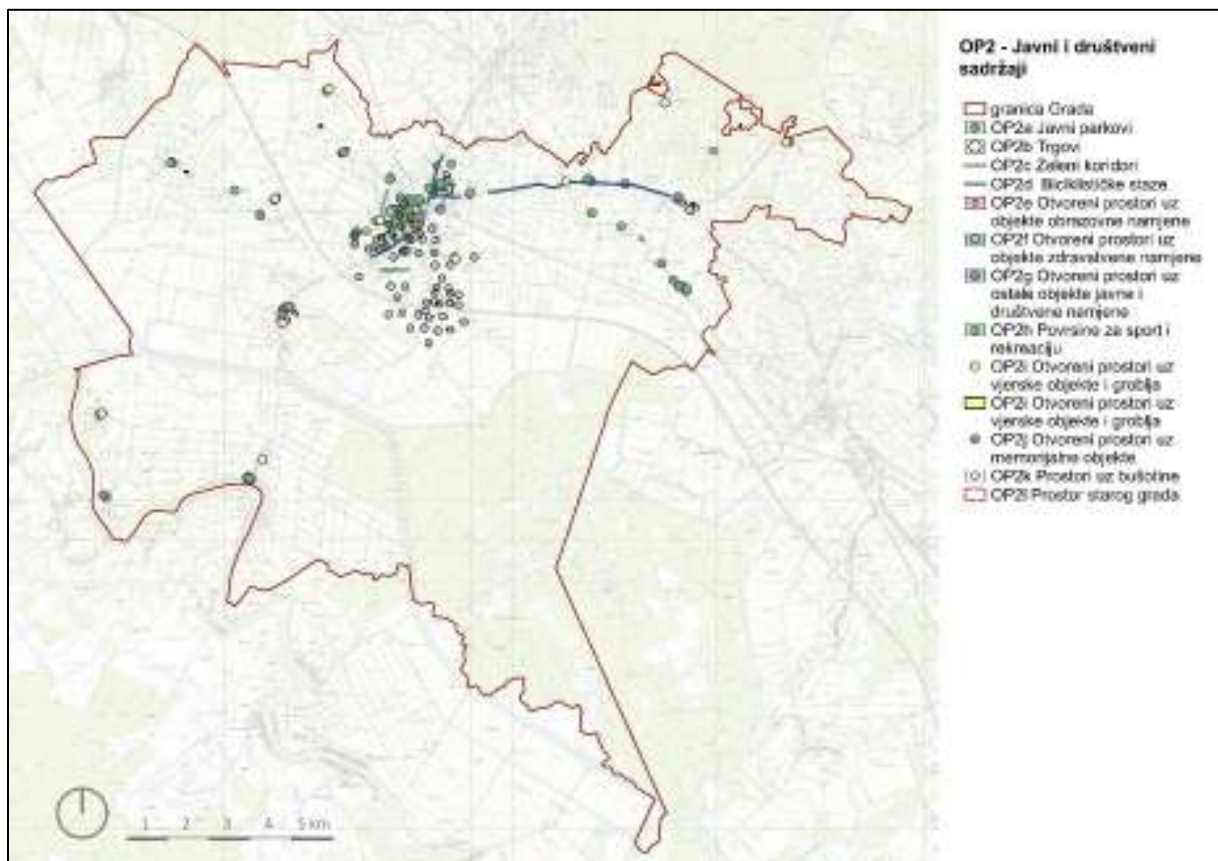 OP2 - Javni i društveni
sadržaji
granica Grada
OP2a Javni parkovi
OP2b Trgovi
OP2c Zeleni koridori
OP2d Biciklističke staze
OP2e Otvoreni prostori uz
objekte obrazovne namjene
OP2f Otvoreni prostori uz
objekte zdravstvene namjene
OP2g Otvoreni prostori uz
ostale objekte javne i
društvene namjene
OP2h Povrsine za sport i
rekreaciju
OP2i Otvoreni prostori uz
vjerske objekte i groblja
OP2i Otvoreni prostori uz
vjerske objekte i groblja
OP2j Otvoreni prostori uz
memorijalne objekte
OP2k Prostori uz bušotine
OP2l Prostor starog grada
1 2 3 4 5 km